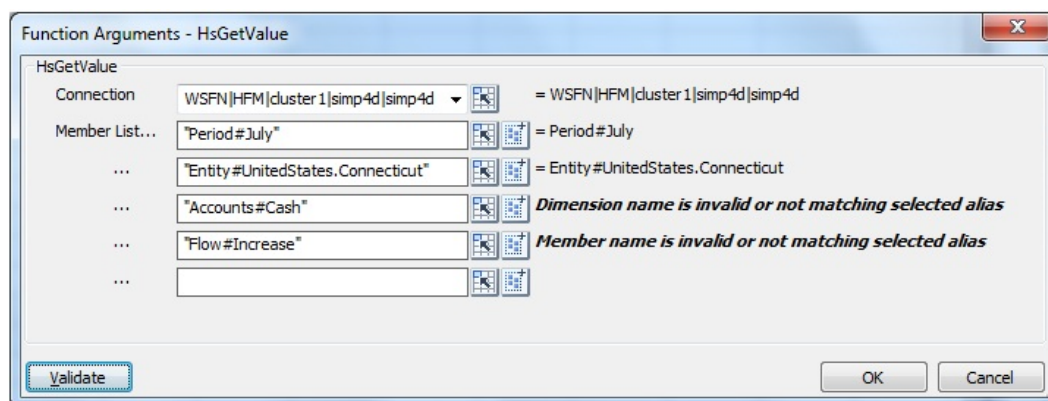 Function Arguments - HsGetValue
X
HsGetValue
Connection WSFN|HFM|cluster1|simp4d|simp4d = WSFN|HFM|cluster1|simp4d|simp4d
Member List... "Period#July" = Period#July
... "Entity#UnitedStates.Connecticut" = Entity#UnitedStates.Connecticut
... "Accounts#Cash" Dimension name is invalid or not matching selected alias
... "Flow#Increase" Member name is invalid or not matching selected alias
...
Validate OK Cancel